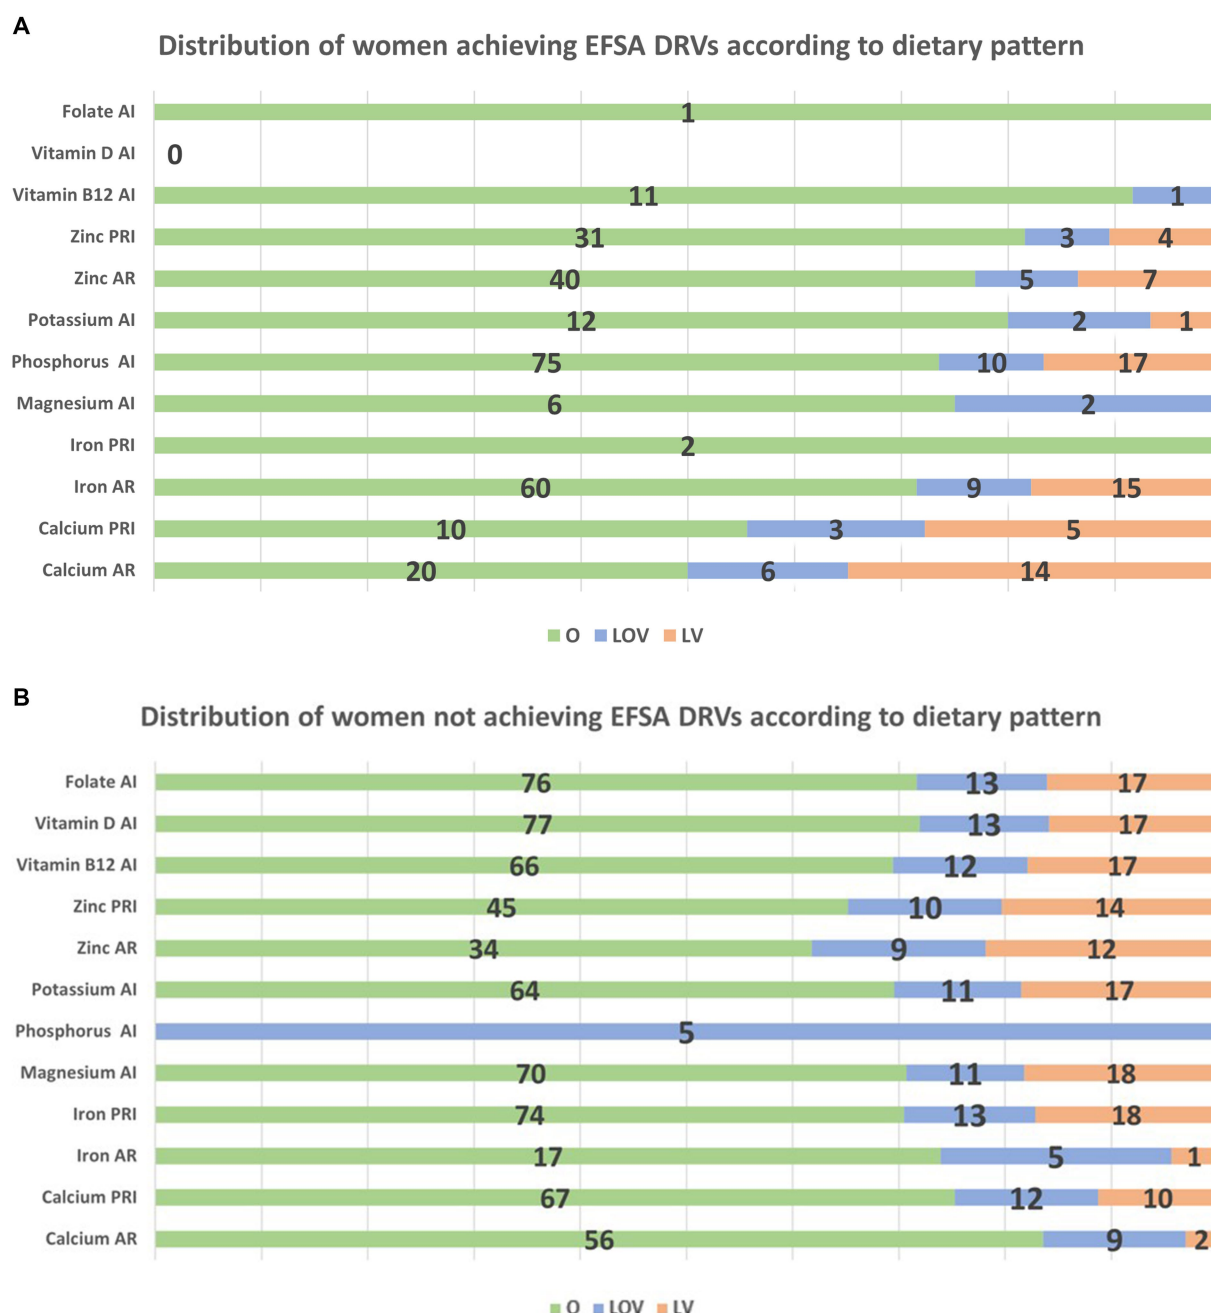 A
Distribution of women achieving EFSA DRVs according to dietary pattern
Folate AI 1
Vitamin D AI 0
Vitamin B12 AI 11 1
Zinc PRI 31 3 4
Zinc AR 40 5 7
Potassium AI 12 2 1
Phosphorus AI 75 10 17
Magnesium AI 6 2
Iron PRI 2
Iron AR 60 9 15
Calcium PRI 10 3 5
Calcium AR 20 6 14
O LOV LV
B
Distribution of women not achieving EFSA DRVs according to dietary pattern
Folate AI 76 13 17
Vitamin D AI 77 13 17
Vitamin B12 AI 66 12 17
Zinc PRI 45 10 14
Zinc AR 34 9 12
Potassium AI 64 11 17
Phosphorus AI 5
Magnesium AI 70 11 18
Iron PRI 74 13 18
Iron AR 17 5 1
Calcium PRI 67 12 10
Calcium AR 56 9 2
O LOV LV